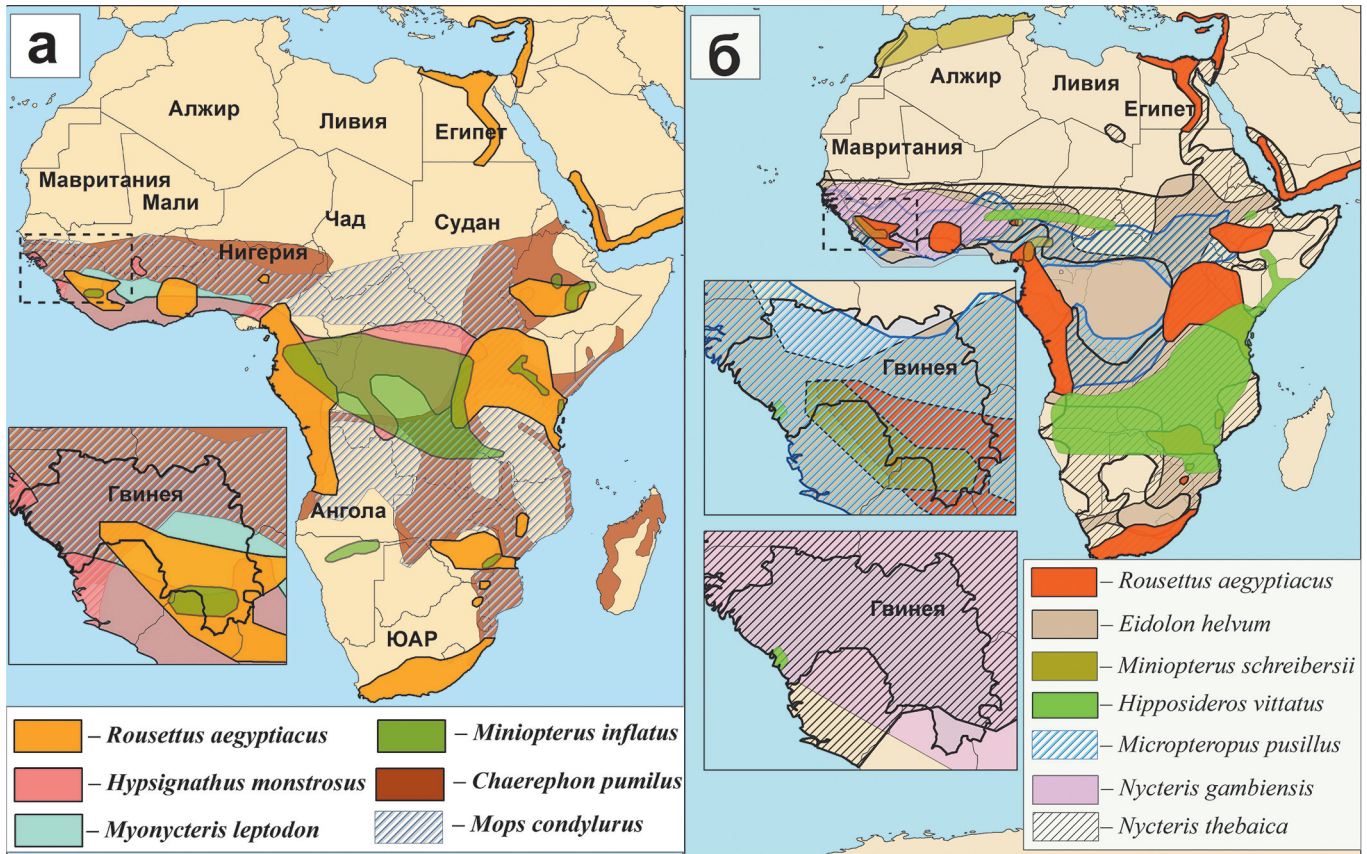 а
Алжир
Ливия
Египет
Мавритания
Мали
Чад
Судан
Нигерия
Ангола
ЮАР
Гвинея
– Rousettus aegyptiacus
– Hypsignathus monstrosus
– Myonycteris leptodon
– Miniopterus inflatus
– Chaerephon pumilus
– Mops condylurus
б
Алжир
Ливия
Египет
Мавритания
Гвинея
Гвинея
– Rousettus aegyptiacus
– Eidolon helvum
– Miniopterus schreibersii
– Hipposideros vittatus
– Micropteropus pusillus
– Nycteris gambiensis
– Nycteris thebaica